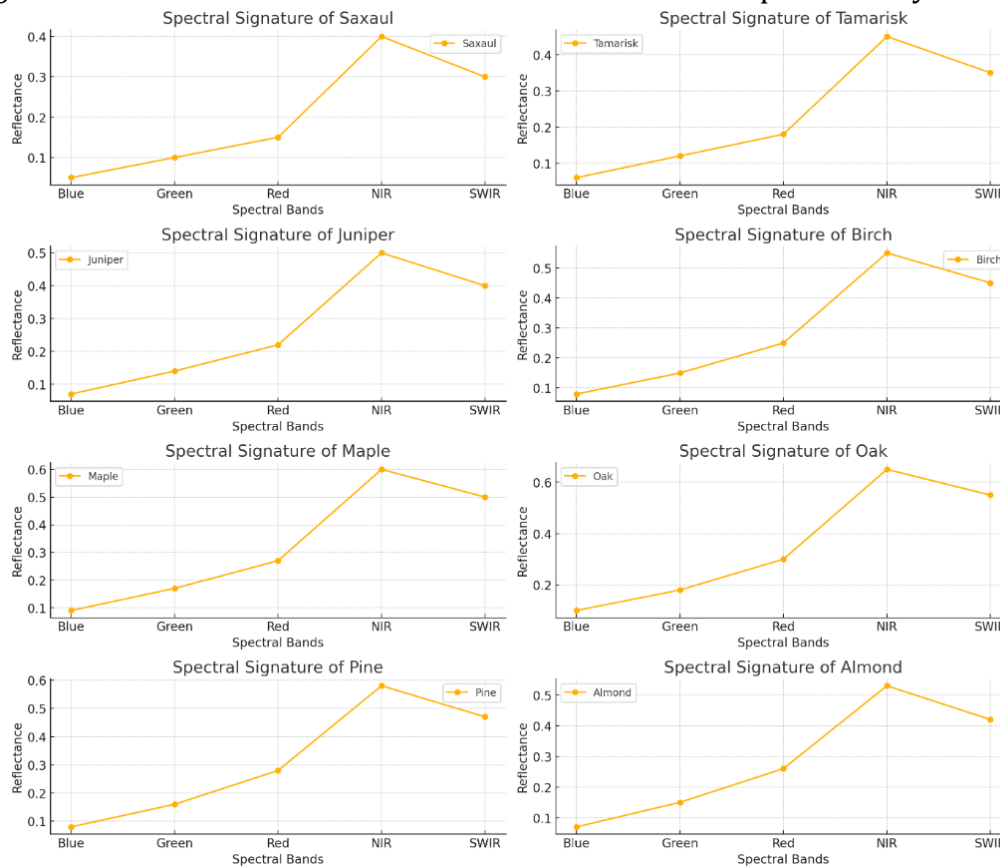 Spectral Signature of Saxaul
Saxaul
Reflectance
0.4
0.3
0.2
0.1
Blue Green Red NIR SWIR
Spectral Bands
Spectral Signature of Tamarisk
Tamarisk
Reflectance
0.4
0.3
0.2
0.1
Blue Green Red NIR SWIR
Spectral Bands
Spectral Signature of Juniper
Juniper
Reflectance
0.5
0.4
0.3
0.2
0.1
Blue Green Red NIR SWIR
Spectral Bands
Spectral Signature of Birch
Birch
Reflectance
0.5
0.4
0.3
0.2
0.1
Blue Green Red NIR SWIR
Spectral Bands
Spectral Signature of Maple
Maple
Reflectance
0.6
0.5
0.4
0.3
0.2
0.1
Blue Green Red NIR SWIR
Spectral Bands
Spectral Signature of Oak
Oak
Reflectance
0.6
0.4
0.2
Blue Green Red NIR SWIR
Spectral Bands
Spectral Signature of Pine
Pine
Reflectance
0.6
0.5
0.4
0.3
0.2
0.1
Blue Green Red NIR SWIR
Spectral Bands
Spectral Signature of Almond
Almond
Reflectance
0.5
0.4
0.3
0.2
0.1
Blue Green Red NIR SWIR
Spectral Bands